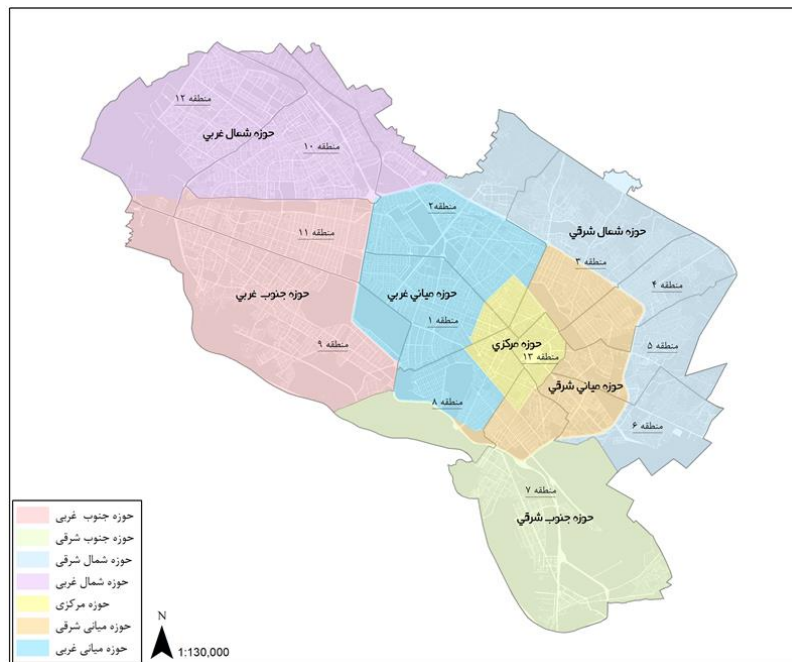 منطقه ۱۲
حوزه شمال غربي
منطقه ۱۰
منطقه ۲
منطقه ۱۱
حوزه شمال شرقي
منطقه ۳
منطقه ۴
حوزه جنوب غربي
حوزه مياني غربي
منطقه ۱
منطقه ۹
حوزه مرکزي
منطقه ۱۳
منطقه ۵
حوزه مياني شرقي
منطقه ۸
منطقه ۶
منطقه ۷
حوزه جنوب شرقي
حوزه جنوب غربی
حوزه جنوب شرقی
حوزه شمال شرقی
حوزه شمال غربی
حوزه مرکزی
حوزه میانی شرقی
حوزه میانی غربی
N
1:130,000